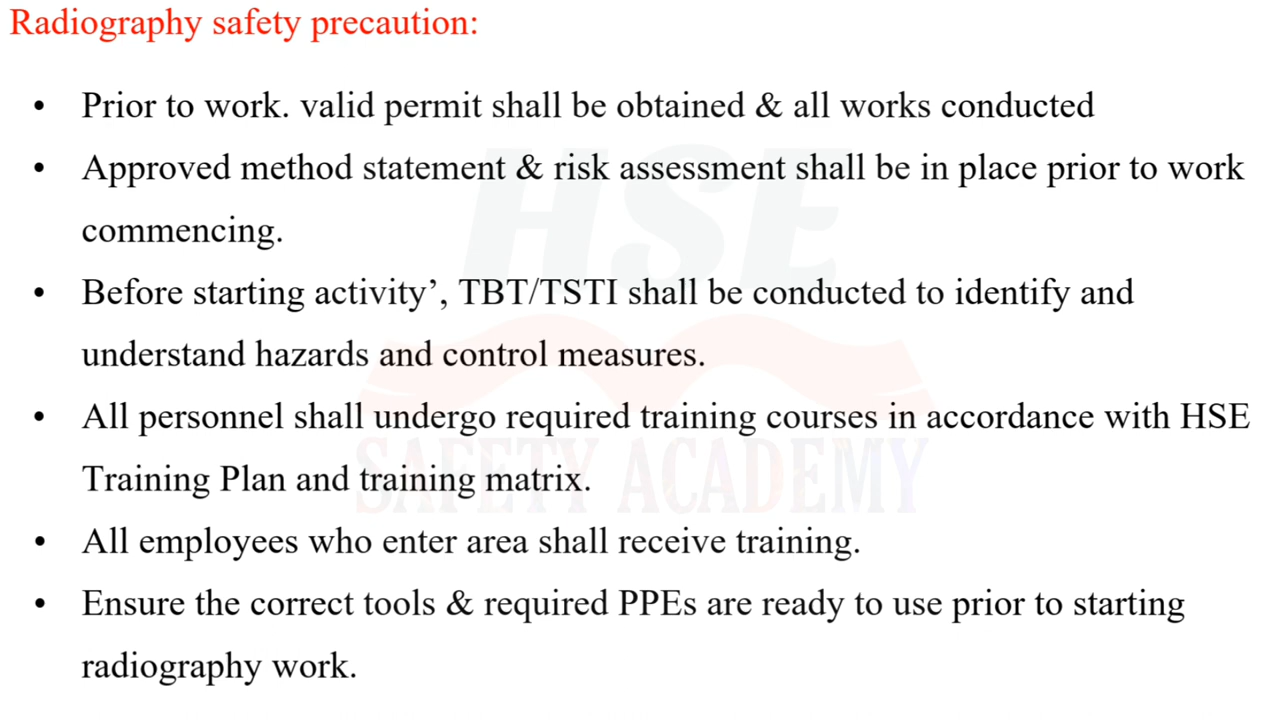 Radiography safety precaution:
• Prior to work. valid permit shall be obtained & all works conducted
• Approved method statement & risk assessment shall be in place prior to work
commencing.
• Before starting activity’, TBT/TSTI shall be conducted to identify and
understand hazards and control measures.
• All personnel shall undergo required training courses in accordance with HSE
Training Plan and training matrix.
• All employees who enter area shall receive training.
• Ensure the correct tools & required PPEs are ready to use prior to starting
radiography work.
HSE
SAFETY ACADEMY